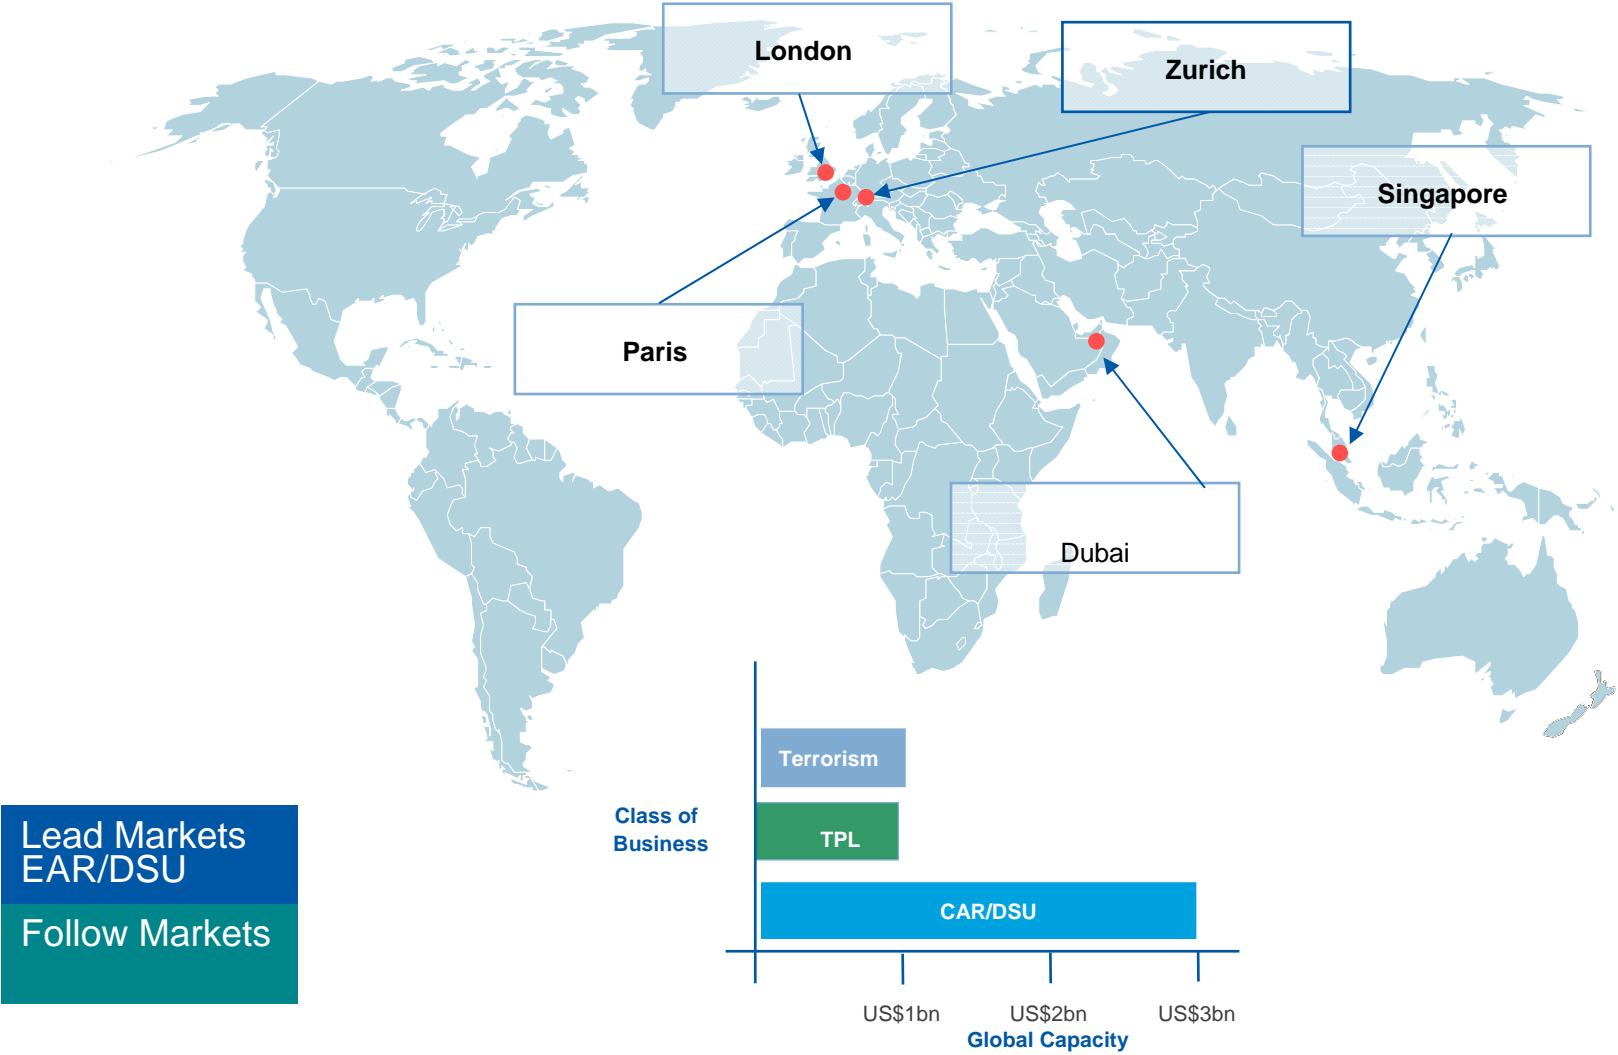 London
Zurich
Singapore
Paris
Dubai
Terrorism
Class of
Business
TPL
CAR/DSU
Lead Markets
EAR/DSU
Follow Markets
US$1bn
US$2bn
US$3bn
Global Capacity